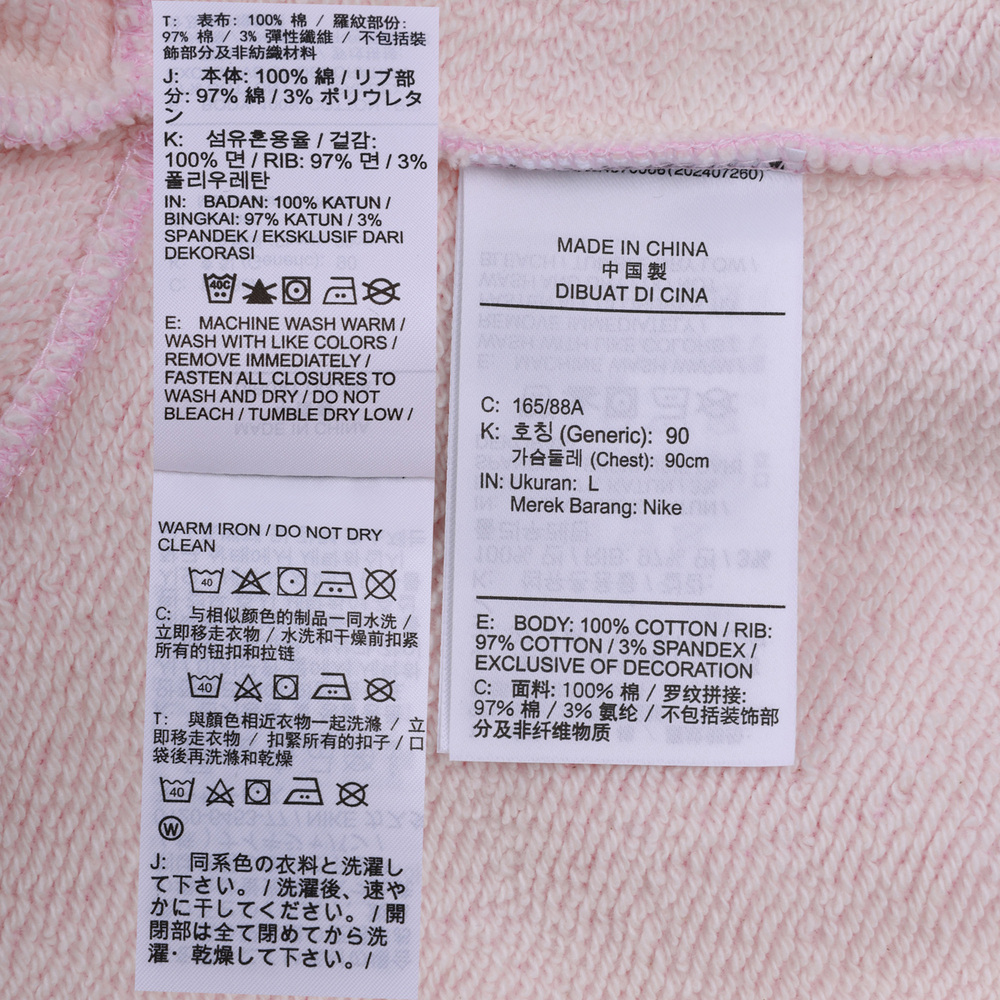 T: 表布: 100% 棉 / 羅紋部份:
97% 棉 / 3% 彈性纖維 / 不包括裝
飾部分及非紡織材料
J: 本体: 100% 綿 / リブ部
分: 97% 綿 / 3% ポリウレタ
ン
K: 섬유혼용율 / 겉감:
100% 면 / RIB: 97% 면 / 3%
폴리우레탄
IN: BADAN: 100% KATUN /
BINGKAI: 97% KATUN / 3%
SPANDEK / EKSKLUSIF DARI
DEKORASI
40C
E: MACHINE WASH WARM /
WASH WITH LIKE COLORS /
REMOVE IMMEDIATELY /
FASTEN ALL CLOSURES TO
WASH AND DRY / DO NOT
BLEACH / TUMBLE DRY LOW /
WARM IRON / DO NOT DRY
CLEAN
40
C: 与相似颜色的制品一同水洗 /
立即移走衣物 / 水洗和干燥前扣紧
所有的钮扣和拉链
40
T: 與顏色相近衣物一起洗滌 / 立
即移走衣物 / 扣緊所有的扣子 / 口
袋後再洗滌和乾燥
40
W
J: 同系色の衣料と洗濯し
て下さい。 / 洗濯後、速や
かに干してください。 / 開
閉部は全て閉めてから洗
濯・乾燥して下さい。 /
(202407260)
MADE IN CHINA
中国製
DIBUAT DI CINA
C: 165/88A
K: 호칭 (Generic): 90
가슴둘레 (Chest): 90cm
IN: Ukuran: L
Merek Barang: Nike
E: BODY: 100% COTTON / RIB:
97% COTTON / 3% SPANDEX /
EXCLUSIVE OF DECORATION
C: 面料: 100% 棉 / 罗纹拼接:
97% 棉 / 3% 氨纶 / 不包括装饰部
分及非纤维物质